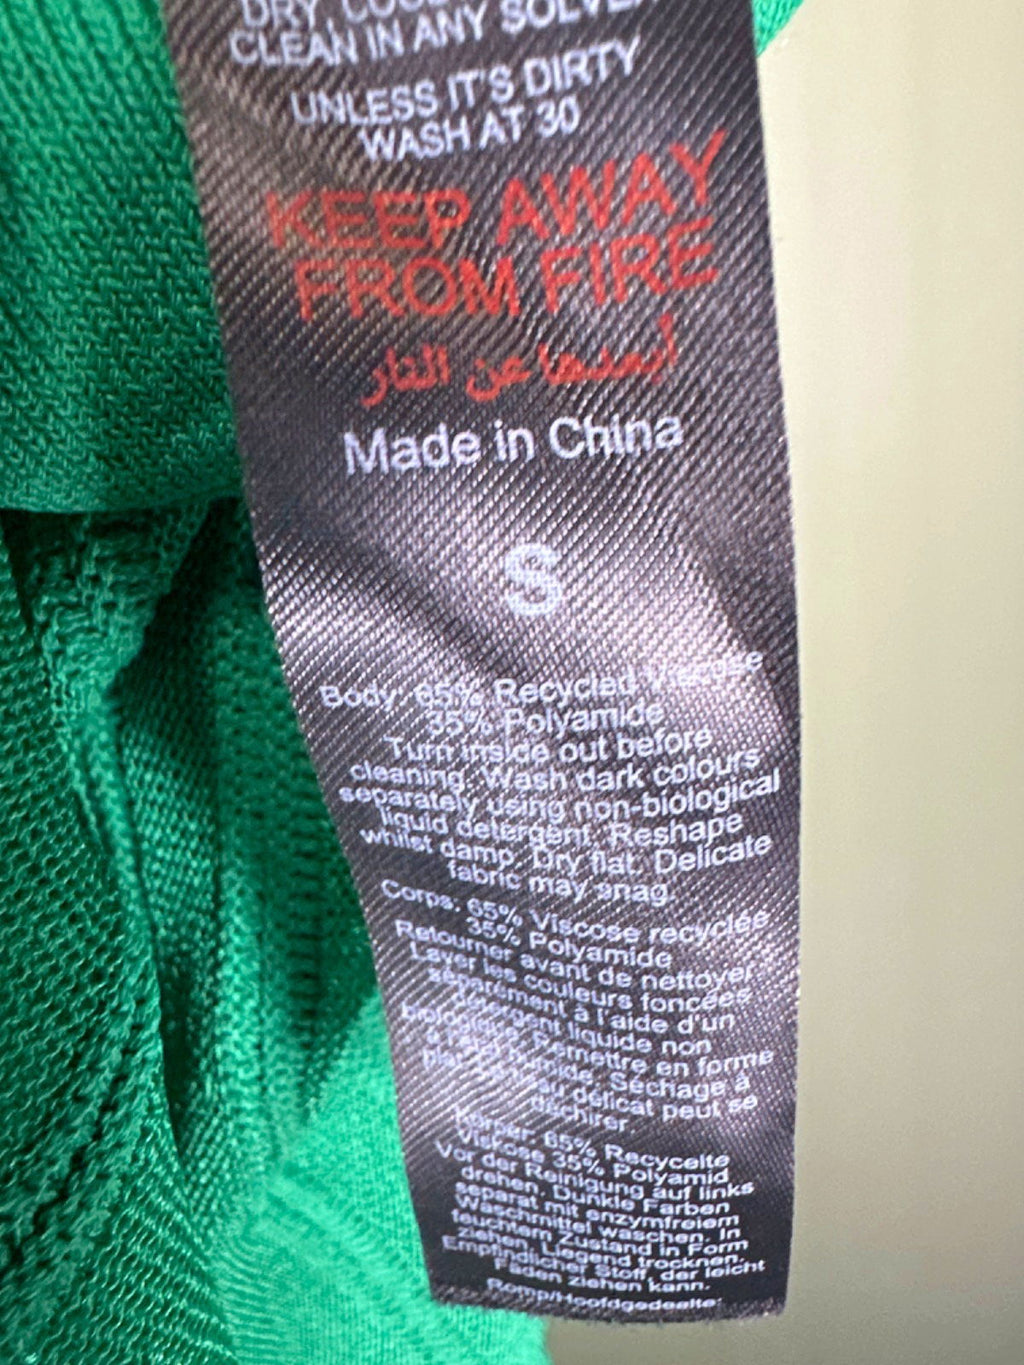 DRY
CLEAN IN ANY
UNLESS IT'S DIRTY
WASH AT 30
KEEP AWAY
FROM FIRE
أبعدها عن النار
Made in China
S
Body: 65% Recycled Viscose
35% Polyamide
Turn inside out before
cleaning. Wash dark colours
separately using non-biological
liquid detergent. Reshape
whilst damp. Dry flat. Delicate
fabric may snag.
Corps: 65% Viscose recyclée
35% Polyamide
Retourner avant de nettoyer
Laver les couleurs foncées
séparément à l'aide d'un
détergent liquide non
biologique. Remettre en forme
humide. Séchage à
délicat peut se
déchirer.
Körper: 65% Recycelte
Viskose 35% Polyamid
Vor der Reinigung auf links
drehen. Dunkle Farben
separat mit enzymfreiem
Waschmittel waschen. In
feuchtem Zustand in Form
ziehen. Liegend trocknen.
Empfindlicher Stoff, der leicht
Fäden ziehen kann.
Romp/Hoofdgedeelte: